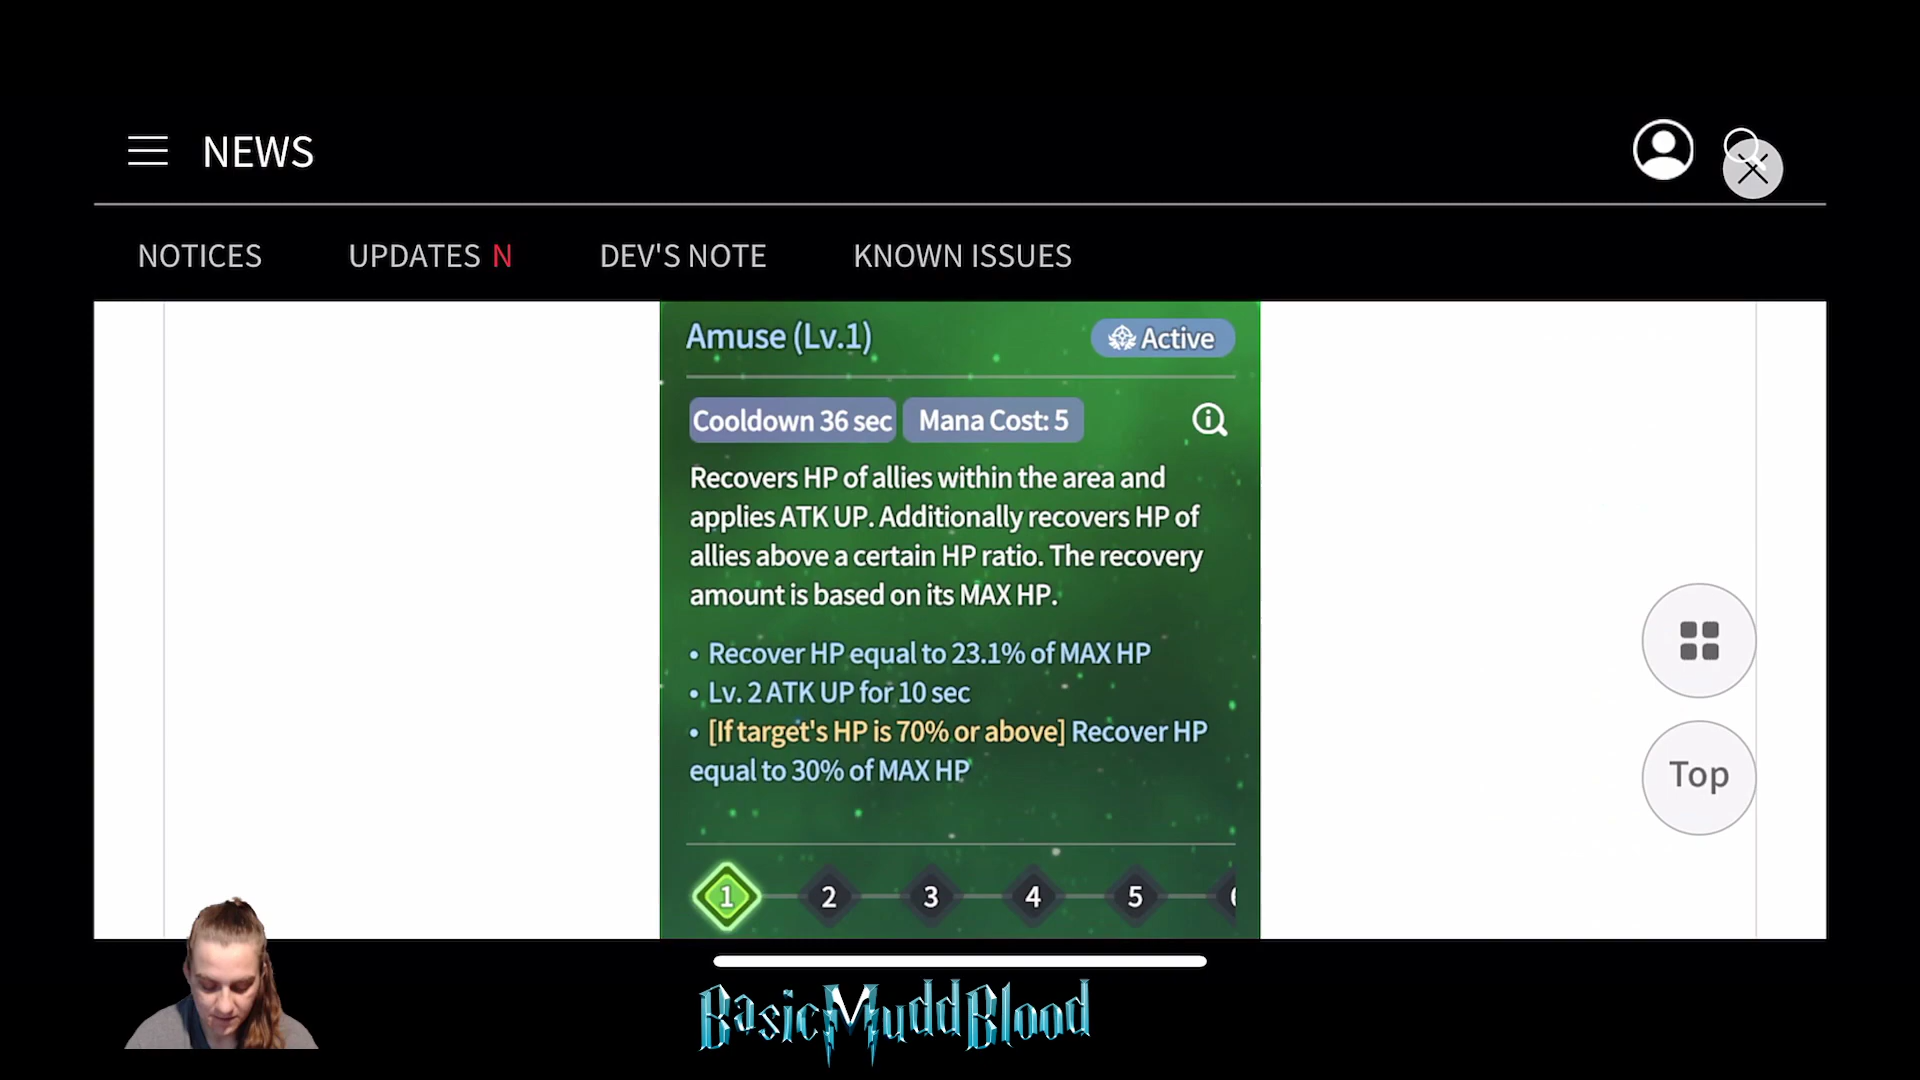 NEWS
NOTICES UPDATES N DEV'S NOTE KNOWN ISSUES
Amuse (Lv.1) Active
Cooldown 36 sec Mana Cost: 5
Recovers HP of allies within the area and
applies ATK UP. Additionally recovers HP of
allies above a certain HP ratio. The recovery
amount is based on its MAX HP.
• Recover HP equal to 23.1% of MAX HP
• Lv. 2 ATK UP for 10 sec
• [If target's HP is 70% or above] Recover HP
equal to 30% of MAX HP
Top
1 2 3 4 5
BasicMuddBlood